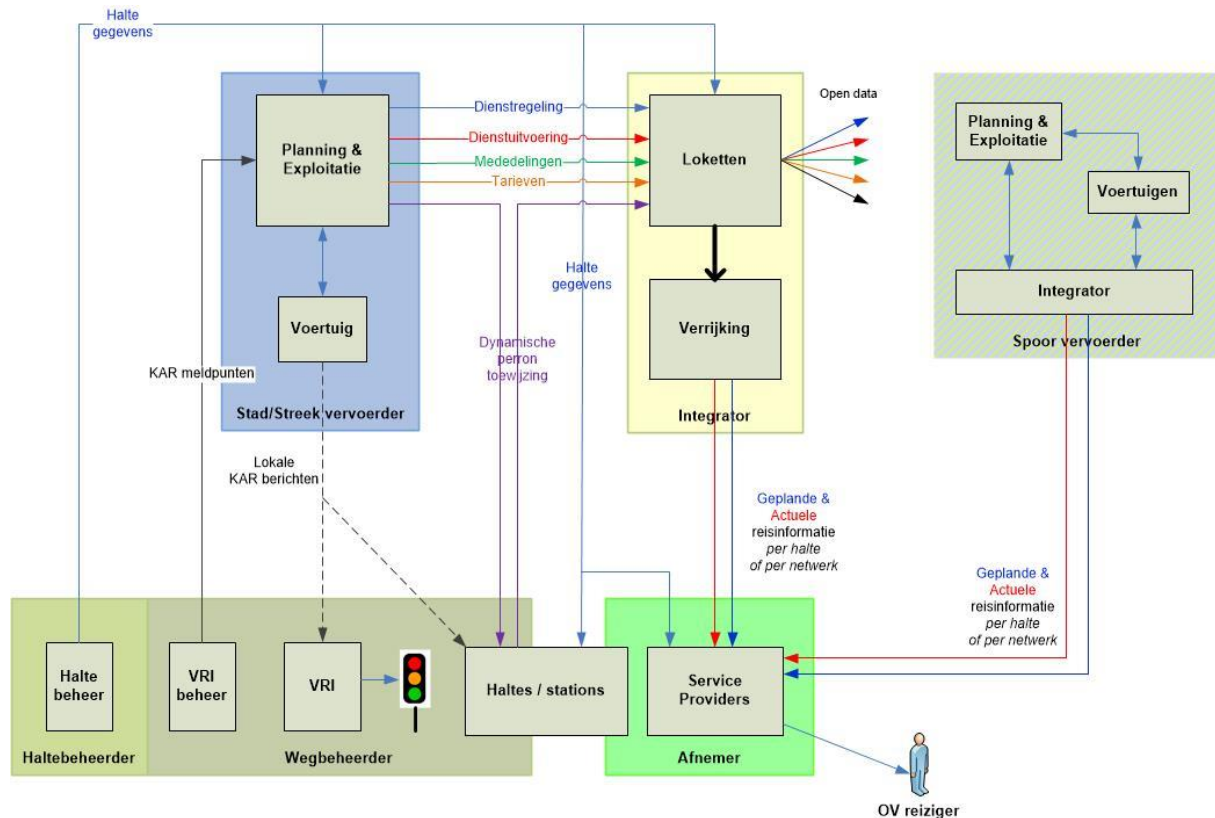 Halte
gegevens
Open data
Planning &
Exploitatie
Dienstregeling
Dienstuitvoering
Mededelingen
Tarieven
Loketten
Planning &
Exploitatie
Voertuigen
Integrator
Spoor vervoerder
Halte
gegevens
Voertuig
Verrijking
Dynamische
perron
toewijzing
KAR meldpunten
Stad/Streek vervoerder
Integrator
Lokale
KAR berichten
Geplande &
Actuele
reisinformatie
per halte
of per netwerk
Geplande &
Actuele
reisinformatie
per halte
of per netwerk
Halte
beheer
VRI
beheer
VRI
Haltes / stations
Service
Providers
Haltebeheerder
Wegbeheerder
Afnemer
OV reiziger